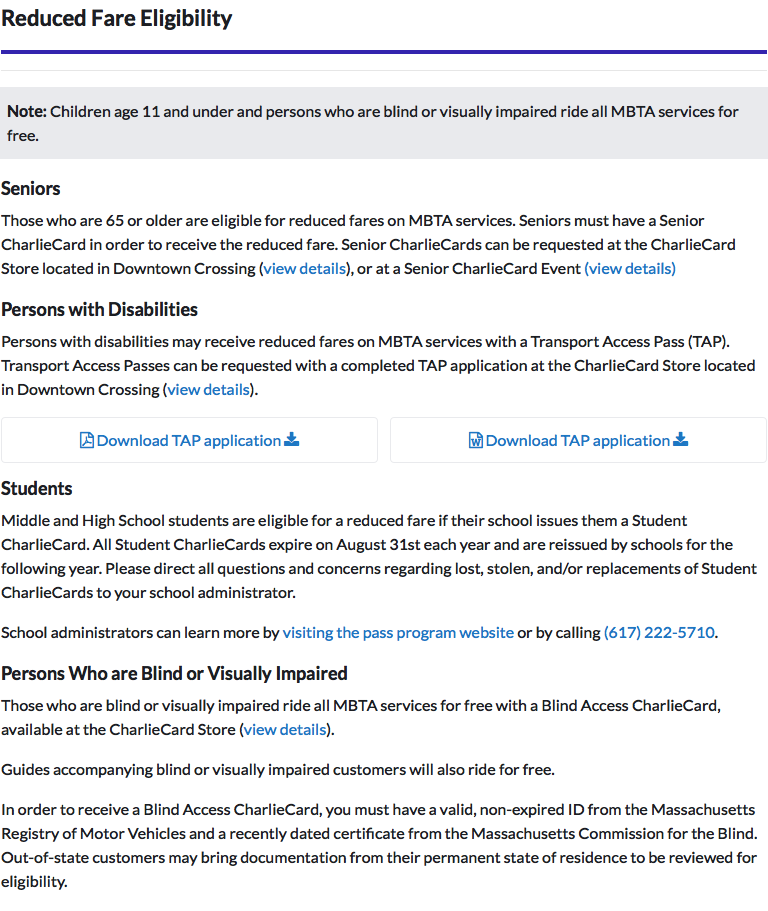 Reduced Fare Eligibility
Note: Children age 11 and under and persons who are blind or visually impaired ride all MBTA services for
free.
Seniors
Those who are 65 or older are eligible for reduced fares on MBTA services. Seniors must have a Senior
CharlieCard in order to receive the reduced fare. Senior CharlieCards can be requested at the CharlieCard
Store located in Downtown Crossing (view details), or at a Senior CharlieCard Event (view details)
Persons with Disabilities
Persons with disabilities may receive reduced fares on MBTA services with a Transport Access Pass (TAP).
Transport Access Passes can be requested with a completed TAP application at the CharlieCard Store located
in Downtown Crossing (view details).
Download TAP application
Download TAP application
Students
Middle and High School students are eligible for a reduced fare if their school issues them a Student
CharlieCard. All Student CharlieCards expire on August 31st each year and are reissued by schools for the
following year. Please direct all questions and concerns regarding lost, stolen, and/or replacements of Student
CharlieCards to your school administrator.
School administrators can learn more by visiting the pass program website or by calling (617) 222-5710.
Persons Who are Blind or Visually Impaired
Those who are blind or visually impaired ride all MBTA services for free with a Blind Access CharlieCard,
available at the CharlieCard Store (view details).
Guides accompanying blind or visually impaired customers will also ride for free.
In order to receive a Blind Access CharlieCard, you must have a valid, non-expired ID from the Massachusetts
Registry of Motor Vehicles and a recently dated certificate from the Massachusetts Commission for the Blind.
Out-of-state customers may bring documentation from their permanent state of residence to be reviewed for
eligibility.